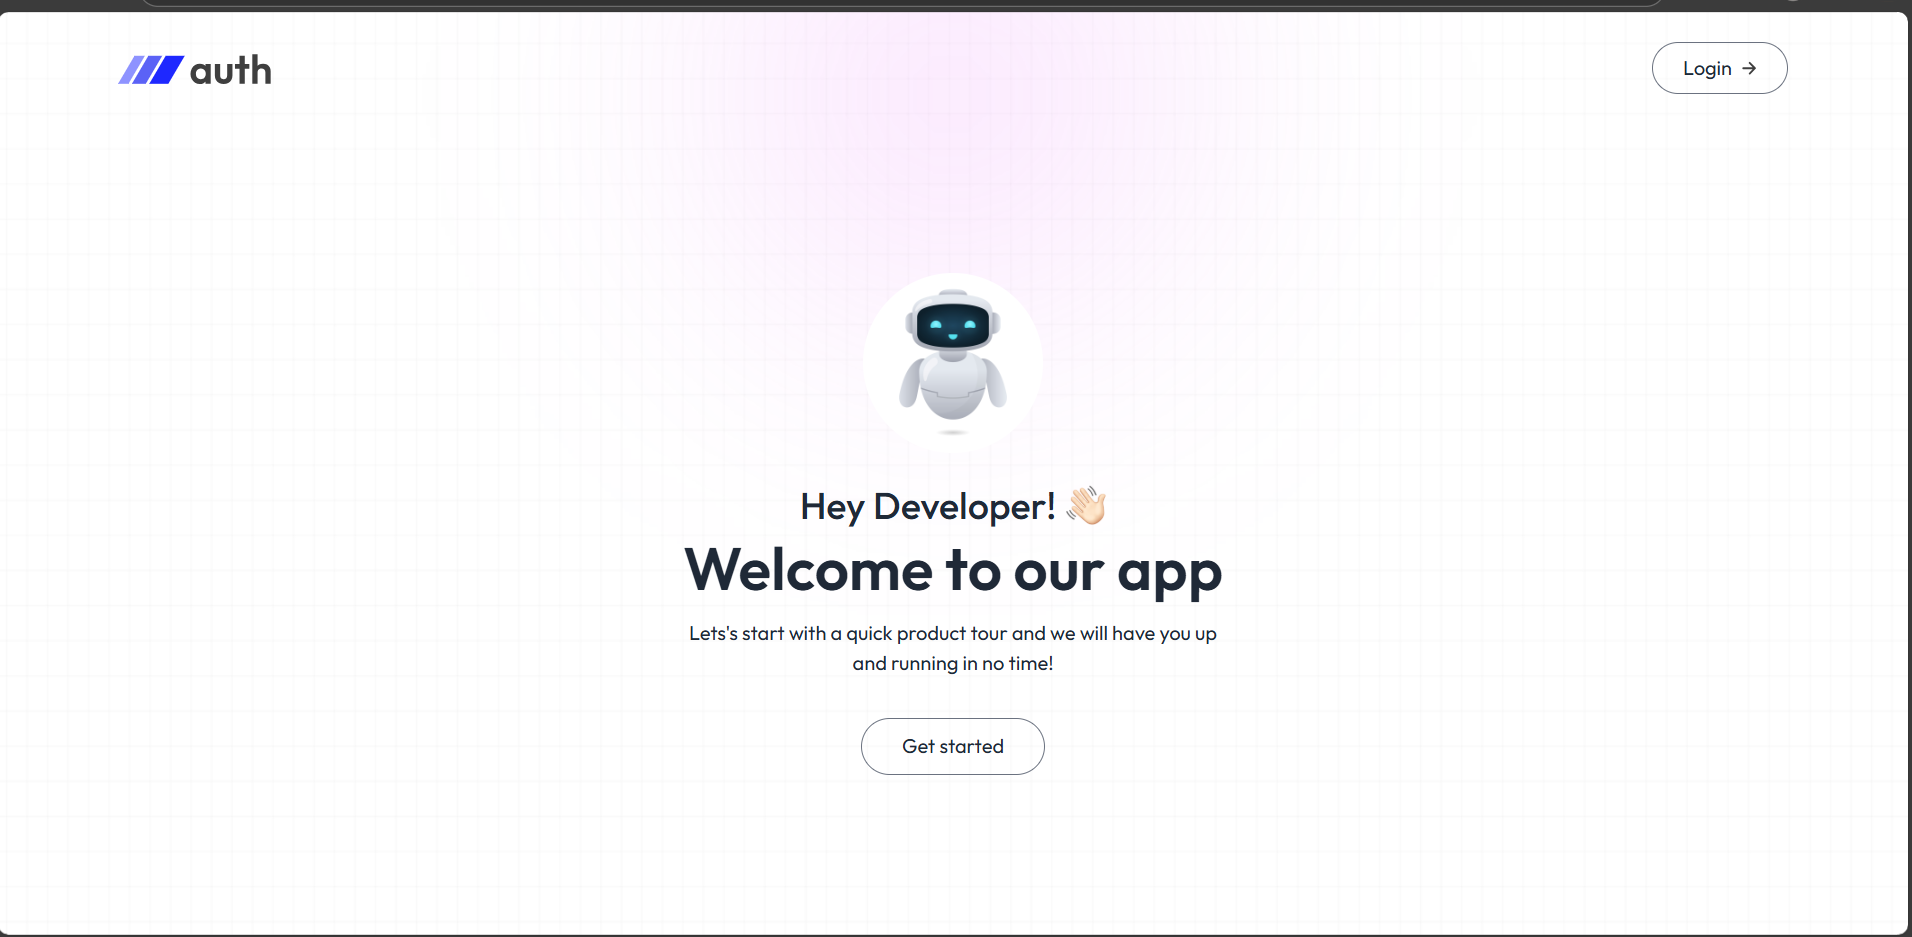 auth
Login →
Hey Developer! 👋🏻
Welcome to our app
Lets's start with a quick product tour and we will have you up
and running in no time!
Get started